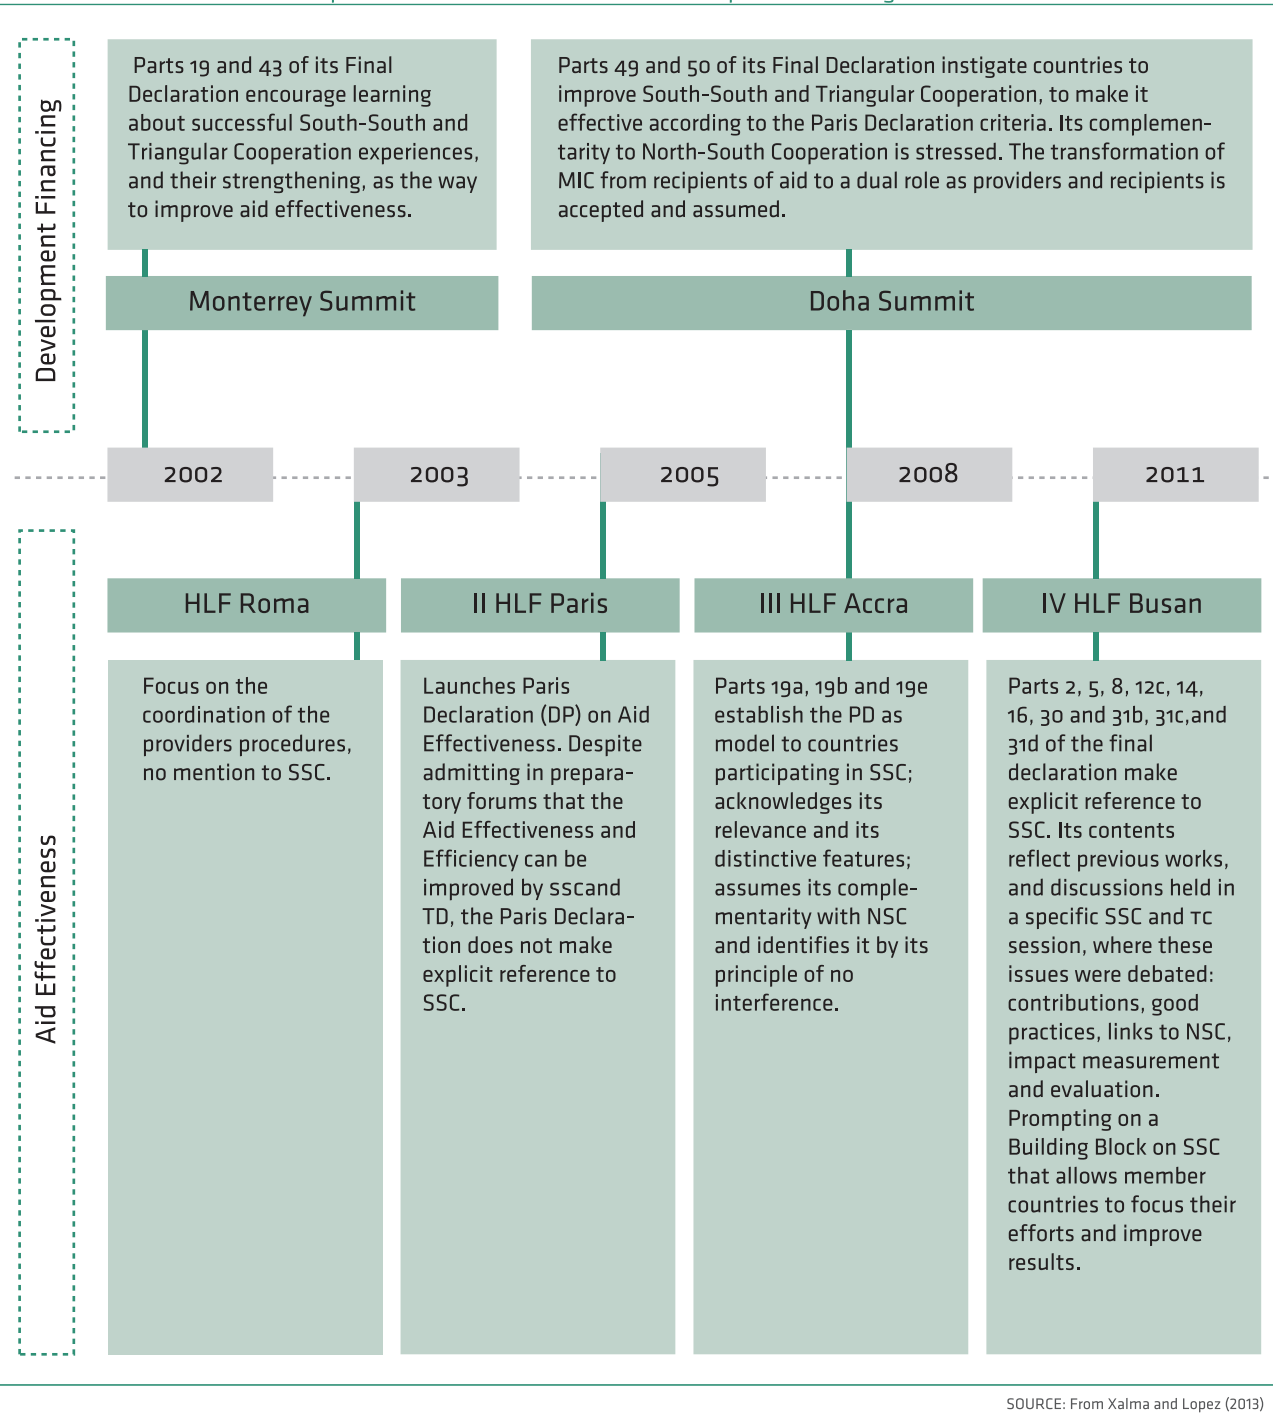 Development Financing
Parts 19 and 43 of its Final
Declaration encourage learning
about successful South-South and
Triangular Cooperation experiences,
and their strengthening, as the way
to improve aid effectiveness.
Parts 49 and 50 of its Final Declaration instigate countries to
improve South-South and Triangular Cooperation, to make it
effective according to the Paris Declaration criteria. Its complemen-
tarity to North-South Cooperation is stressed. The transformation of
MIC from recipients of aid to a dual role as providers and recipients is
accepted and assumed.
Monterrey Summit
Doha Summit
2002
2003
2005
2008
2011
Aid Effectiveness
HLF Roma
II HLF Paris
III HLF Accra
IV HLF Busan
Focus on the
coordination of the
providers procedures,
no mention to SSC.
Launches Paris
Declaration (DP) on Aid
Effectiveness. Despite
admitting in prepara-
tory forums that the
Aid Effectiveness and
Efficiency can be
improved by sscand
TD, the Paris Declara-
tion does not make
explicit reference to
SSC.
Parts 19a, 19b and 19e
establish the PD as
model to countries
participating in SSC;
acknowledges its
relevance and its
distinctive features;
assumes its comple-
mentarity with NSC
and identifies it by its
principle of no
interference.
Parts 2, 5, 8, 12c, 14,
16, 30 and 31b, 31c,and
31d of the final
declaration make
explicit reference to
SSC. Its contents
reflect previous works,
and discussions held in
a specific SSC and TC
session, where these
issues were debated:
contributions, good
practices, links to NSC,
impact measurement
and evaluation.
Prompting on a
Building Block on SSC
that allows member
countries to focus their
efforts and improve
results.
SOURCE: From Xalma and Lopez (2013)